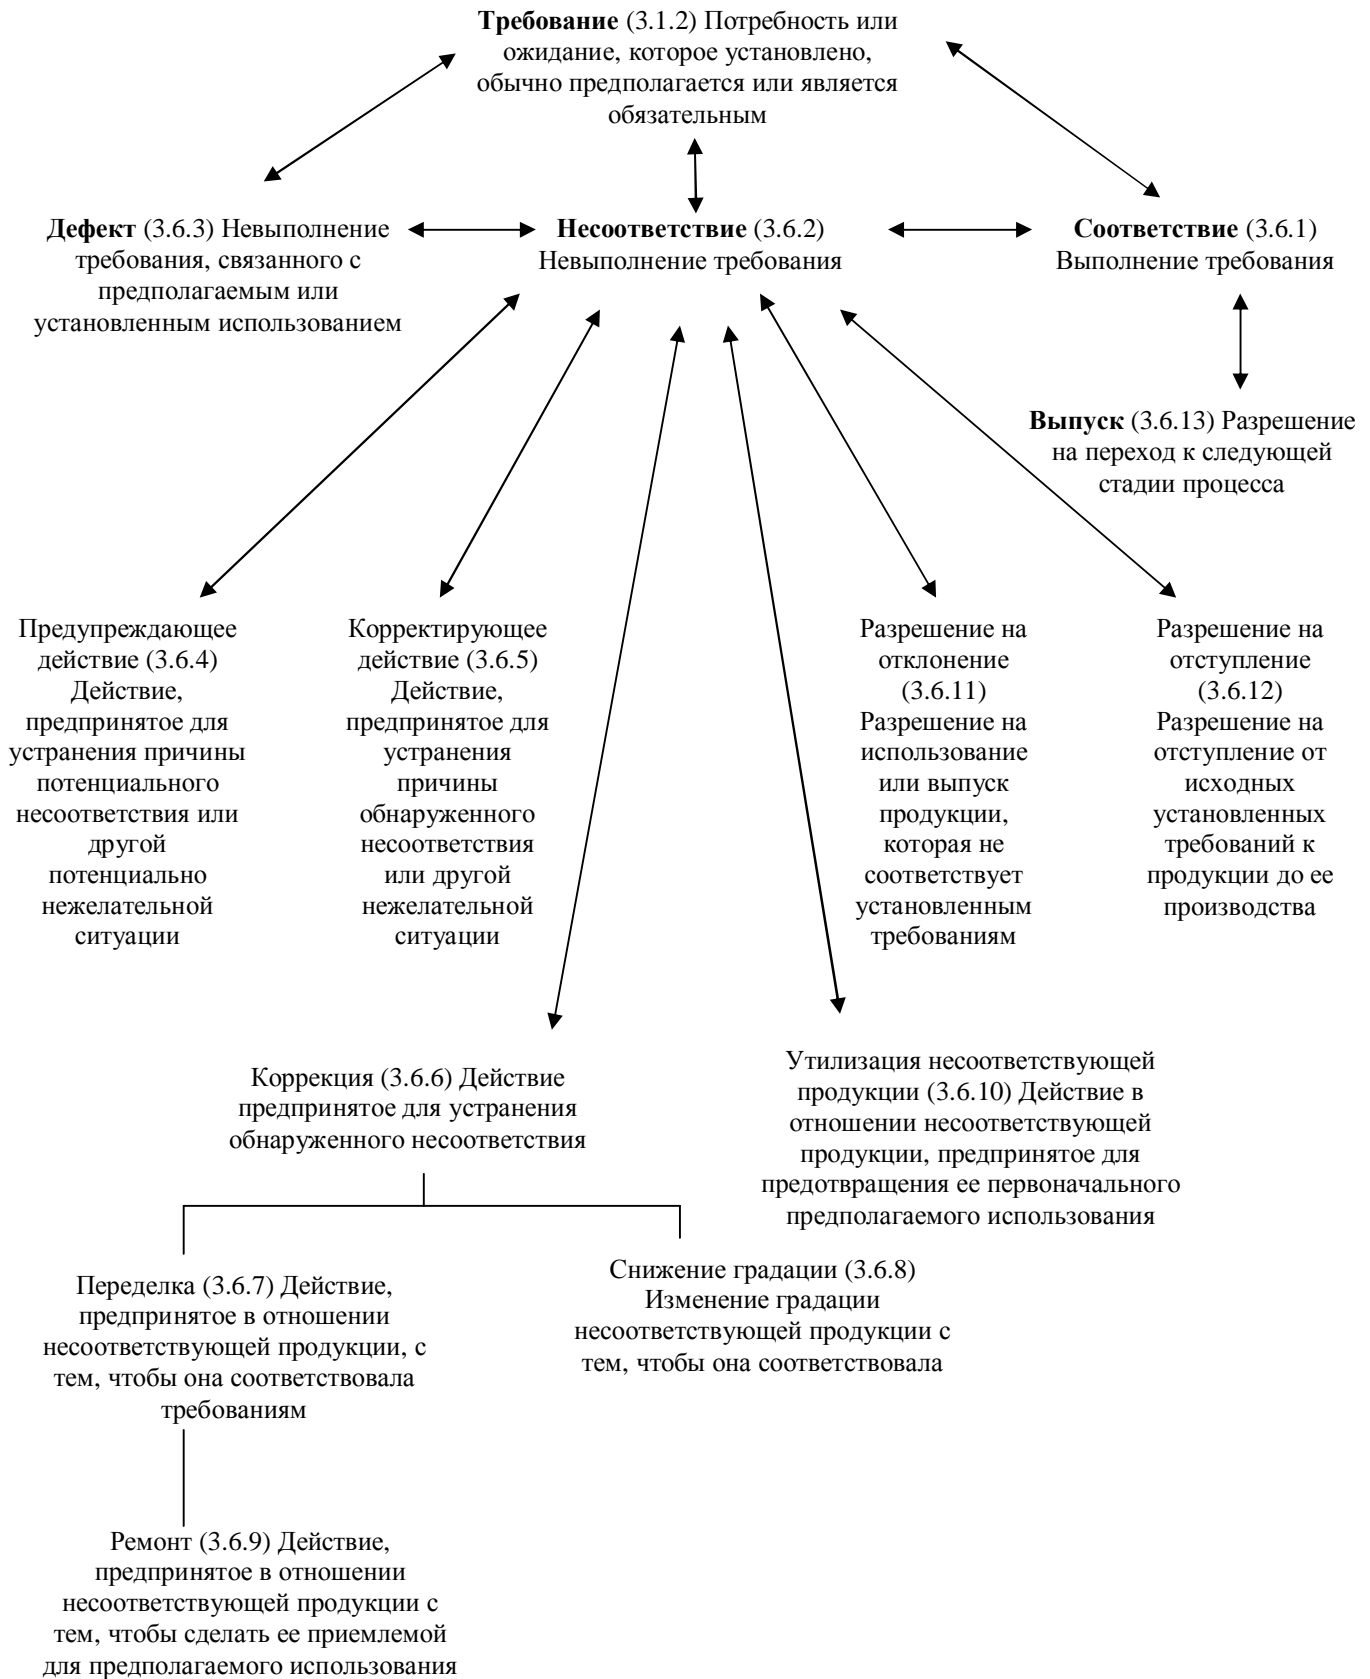 Требование (3.1.2) Потребность или
ожидание, которое установлено,
обычно предполагается или является
обязательным
Дефект (3.6.3) Невыполнение
требования, связанного с
предполагаемым или
установленным использованием
Несоответствие (3.6.2)
Невыполнение требования
Соответствие (3.6.1)
Выполнение требования
Выпуск (3.6.13) Разрешение
на переход к следующей
стадии процесса
Предупреждающее
действие (3.6.4)
Действие,
предпринятое для
устранения причины
потенциального
несоответствия или
другой
потенциально
нежелательной
ситуации
Корректирующее
действие (3.6.5)
Действие,
предпринятое для
устранения
причины
обнаруженного
несоответствия
или другой
нежелательной
ситуации
Разрешение на
отклонение
(3.6.11)
Разрешение на
использование
или выпуск
продукции,
которая не
соответствует
установленным
требованиям
Разрешение на
отступление
(3.6.12)
Разрешение на
отступление от
исходных
установленных
требований к
продукции до ее
производства
Коррекция (3.6.6) Действие
предпринятое для устранения
обнаруженного несоответствия
Утилизация несоответствующей
продукции (3.6.10) Действие в
отношении несоответствующей
продукции, предпринятое для
предотвращения ее первоначального
предполагаемого использования
Переделка (3.6.7) Действие,
предпринятое в отношении
несоответствующей продукции, с
тем, чтобы она соответствовала
требованиям
Снижение градации (3.6.8)
Изменение градации
несоответствующей продукции с
тем, чтобы она соответствовала
Ремонт (3.6.9) Действие,
предпринятое в отношении
несоответствующей продукции с
тем, чтобы сделать ее приемлемой
для предполагаемого использования